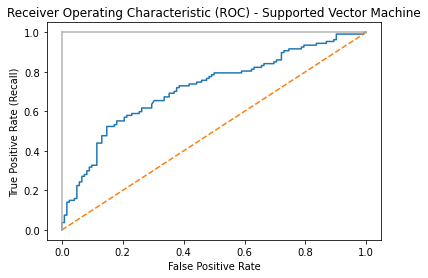 Receiver Operating Characteristic (ROC) - Supported Vector Machine
1.0
0.8
0.6
0.4
0.2
0.0
True Positive Rate (Recall)
0.0 0.2 0.4 0.6 0.8 1.0
False Positive Rate